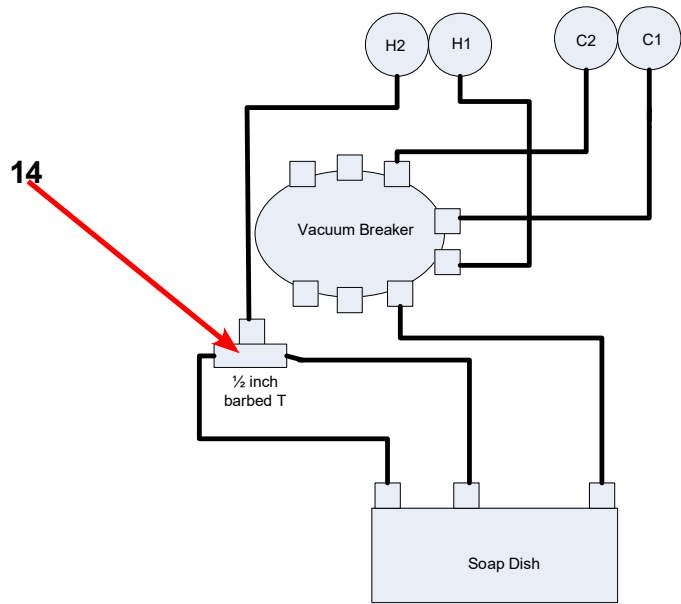 H2
H1
C2
C1
14
Vacuum Breaker
½ inch
barbed T
Soap Dish